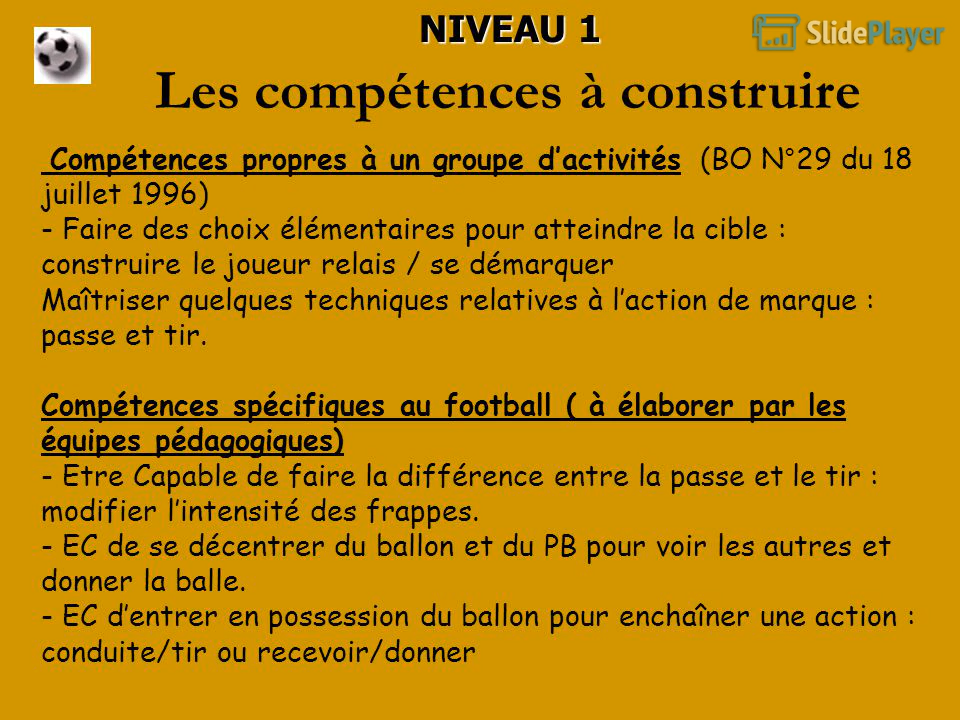 NIVEAU 1
SlidePlayer
Les compétences à construire
Compétences propres à un groupe d’activités (BO N°29 du 18
juillet 1996)
- Faire des choix élémentaires pour atteindre la cible :
construire le joueur relais / se démarquer
Maîtriser quelques techniques relatives à l’action de marque :
passe et tir.
Compétences spécifiques au football ( à élaborer par les
équipes pédagogiques)
- Etre Capable de faire la différence entre la passe et le tir :
modifier l’intensité des frappes.
- EC de se décentrer du ballon et du PB pour voir les autres et
donner la balle.
- EC d’entrer en possession du ballon pour enchaîner une action :
conduite/tir ou recevoir/donner